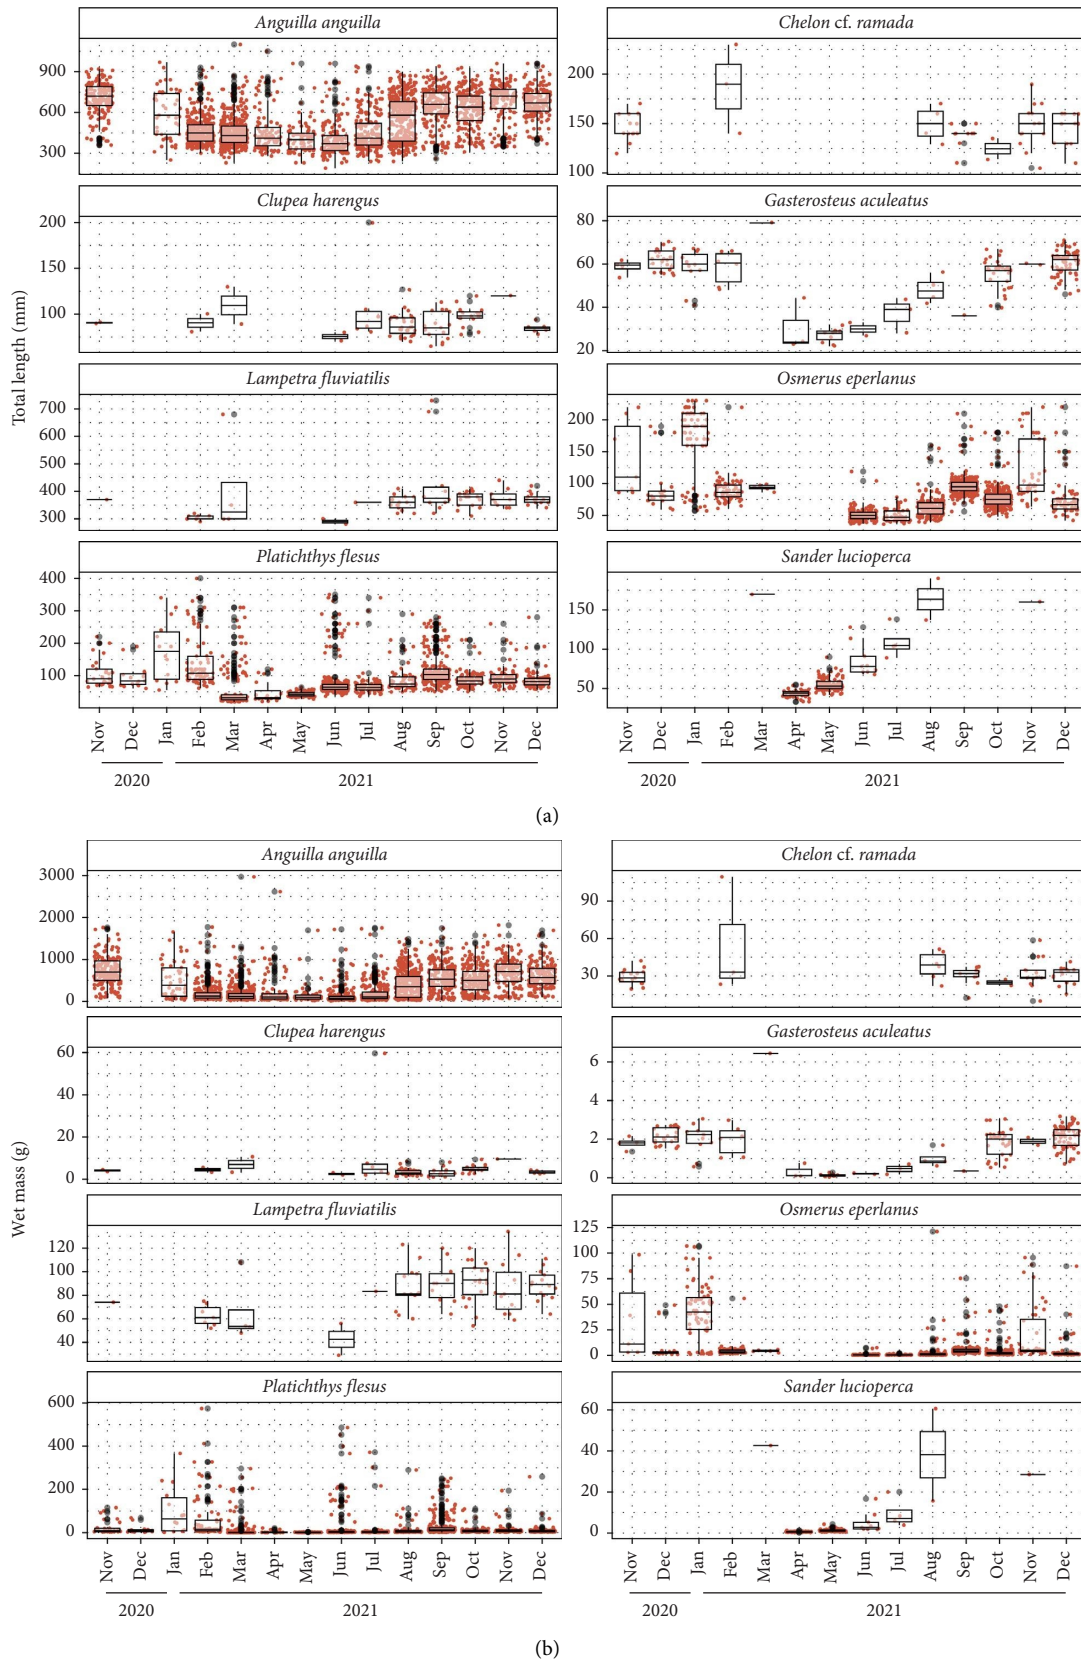 Anguilla anguilla
Chelon cf. ramada
900
600
300
200
150
100
Clupea harengus
Gasterosteus aculeatus
200
150
100
80
60
40
20
Total length (mm)
Lampetra fluviatilis
Osmerus eperlanus
700
600
500
400
300
200
150
100
50
Platichthys flesus
Sander lucioperca
400
300
200
100
150
100
50
Nov Dec Jan Feb Mar Apr May Jun Jul Aug Sep Oct Nov Dec
Nov Dec Jan Feb Mar Apr May Jun Jul Aug Sep Oct Nov Dec
2020 2021
2020 2021
(a)
Anguilla anguilla
Chelon cf. ramada
3000
2000
1000
0
90
60
30
Clupea harengus
Gasterosteus aculeatus
60
40
20
0
6
4
2
0
Wet mass (g)
Lampetra fluviatilis
Osmerus eperlanus
120
100
80
60
40
125
100
75
50
25
0
Platichthys flesus
Sander lucioperca
600
400
200
0
60
40
20
0
Nov Dec Jan Feb Mar Apr May Jun Jul Aug Sep Oct Nov Dec
Nov Dec Jan Feb Mar Apr May Jun Jul Aug Sep Oct Nov Dec
2020 2021
2020 2021
(b)